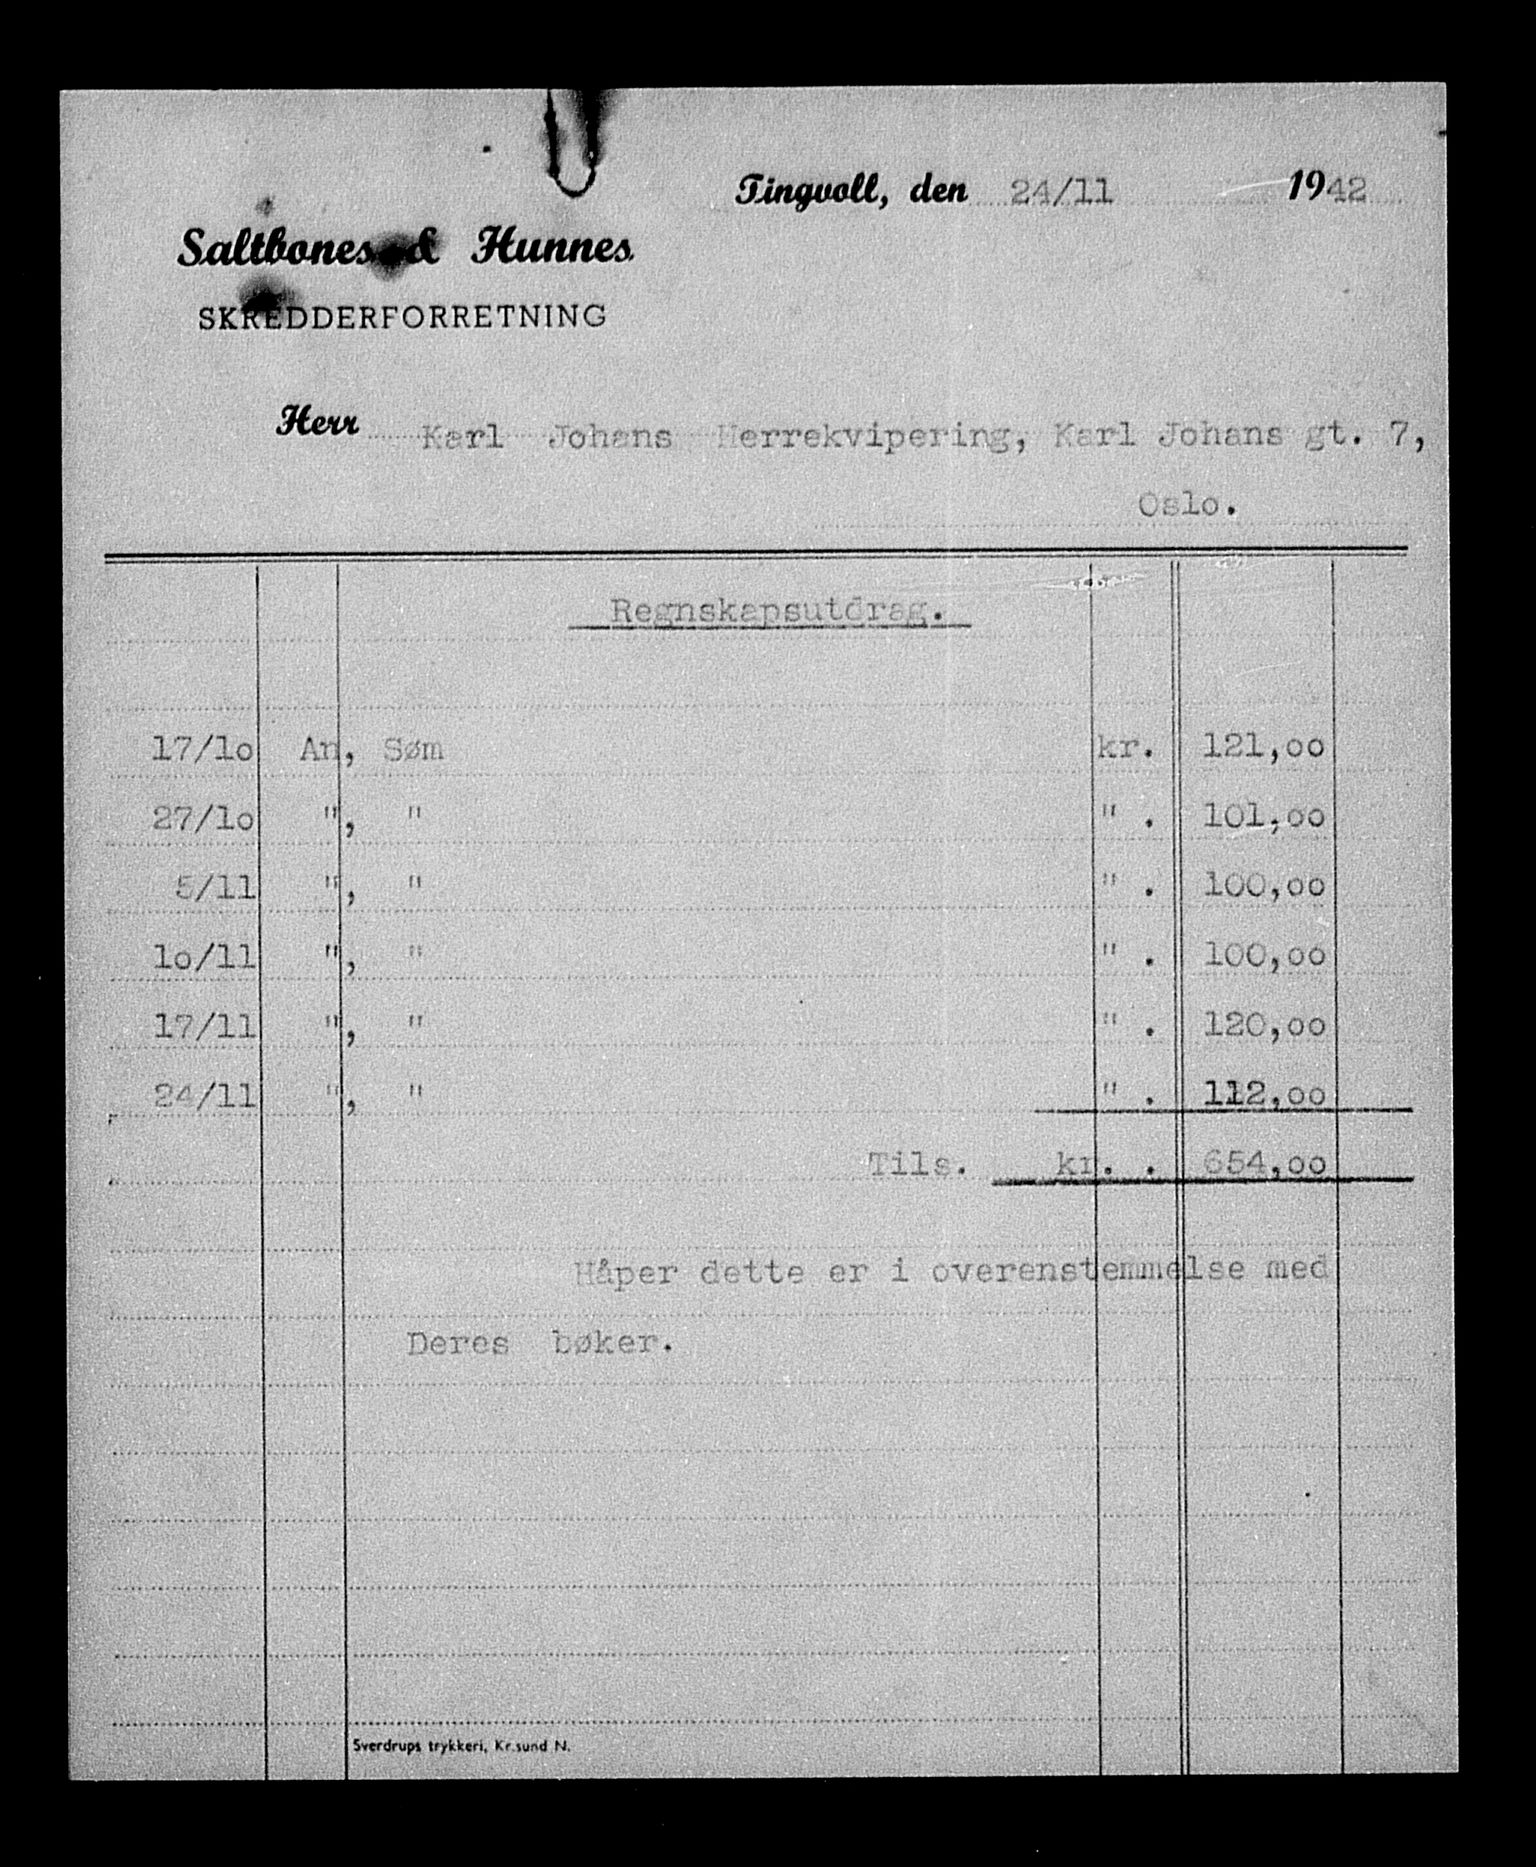 Tingvoll, den 24/11 1942
Saltbones & Hunnes
SKREDDERFORRETNING
Herr Karl Johans Herrekvipering, Karl Johans gt. 7,
Oslo.
Regnskapsutdrag.
17/1o An, Søm kr. 121,oo
27/1o ", " " . 101,oo
5/11 ", " " . 100,oo
1o/11 ", " " . 100,oo
17/11 ", " " . 120,oo
24/11 ", " " . 112,oo
Tils. kr. . 654,oo
Håper dette er i overenstemmelse med
Deres bøker.
Sverdrups trykkeri, Kr.sund N.